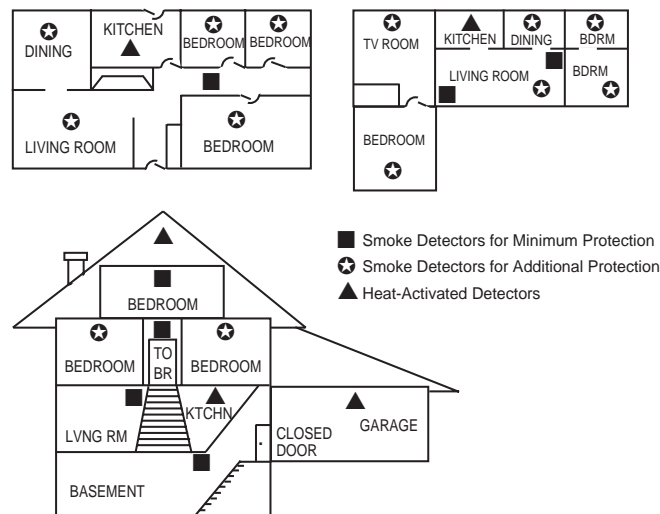 DINING
KITCHEN
BEDROOM
BEDROOM
LIVING ROOM
BEDROOM
TV ROOM
KITCHEN
DINING
BDRM
LIVING ROOM
BDRM
BEDROOM
Smoke Detectors for Minimum Protection
Smoke Detectors for Additional Protection
Heat-Activated Detectors
BEDROOM
BEDROOM
TO
BR
BEDROOM
LVNG RM
KTCHN
CLOSED
DOOR
GARAGE
BASEMENT